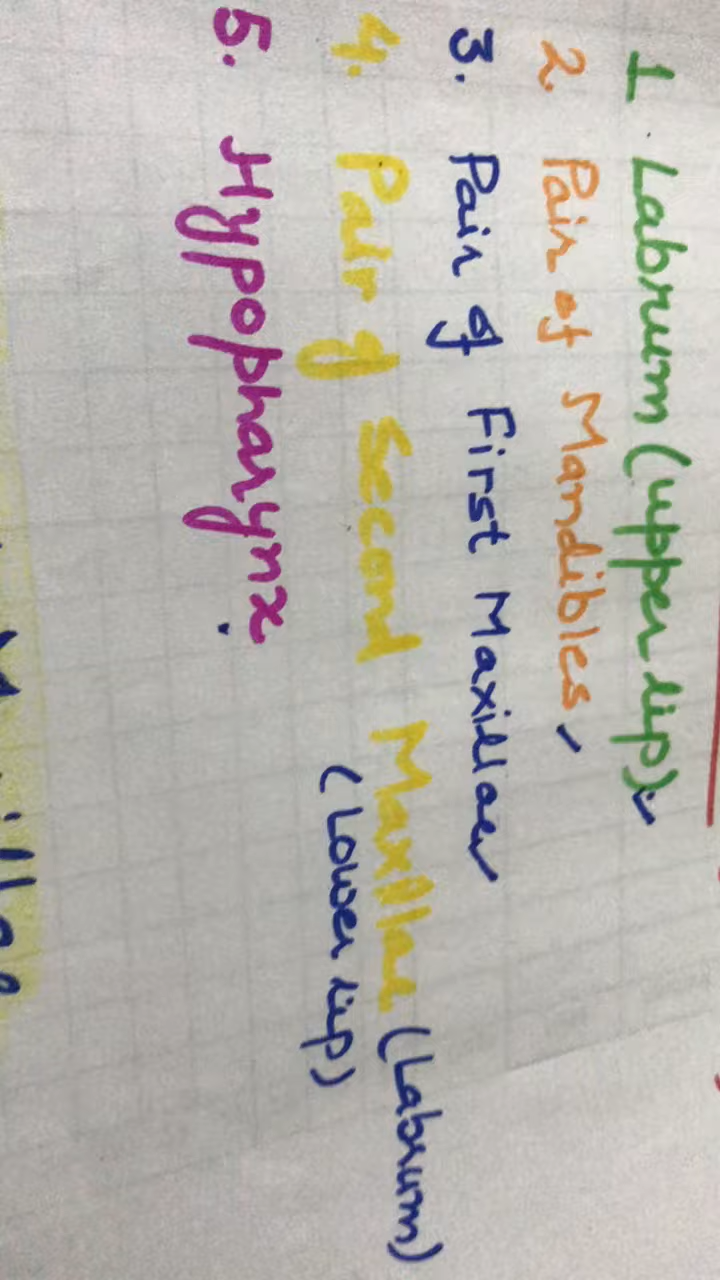 1. Labrum (upper lip)
2. Pair of Mandibles
3. Pair of First Maxillae
4. Pair of Second Maxillae (Labrum)
(Lower lip)
5. Hypopharynx.